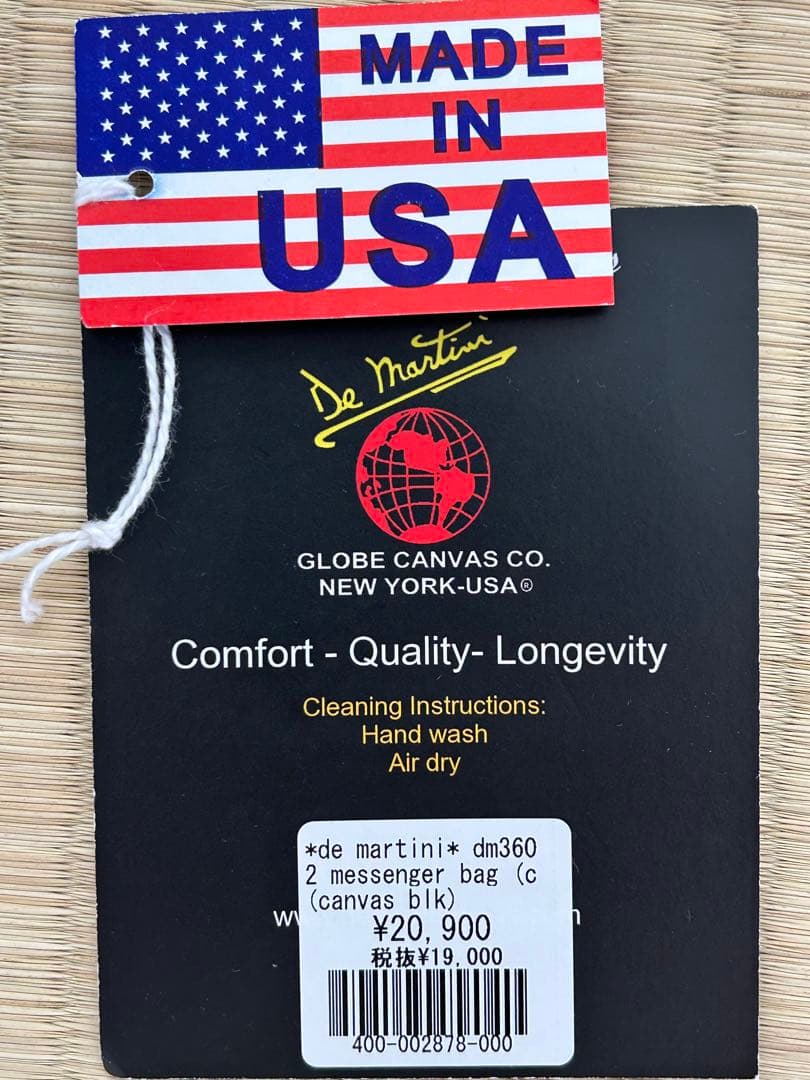 MADE
IN
USA
De Martini
GLOBE CANVAS CO.
NEW YORK-USA®
Comfort - Quality- Longevity
Cleaning Instructions:
Hand wash
Air dry
*de martini* dm360
2 messenger bag (c
(canvas blk)
¥20,900
税抜¥19,000
400-002878-000